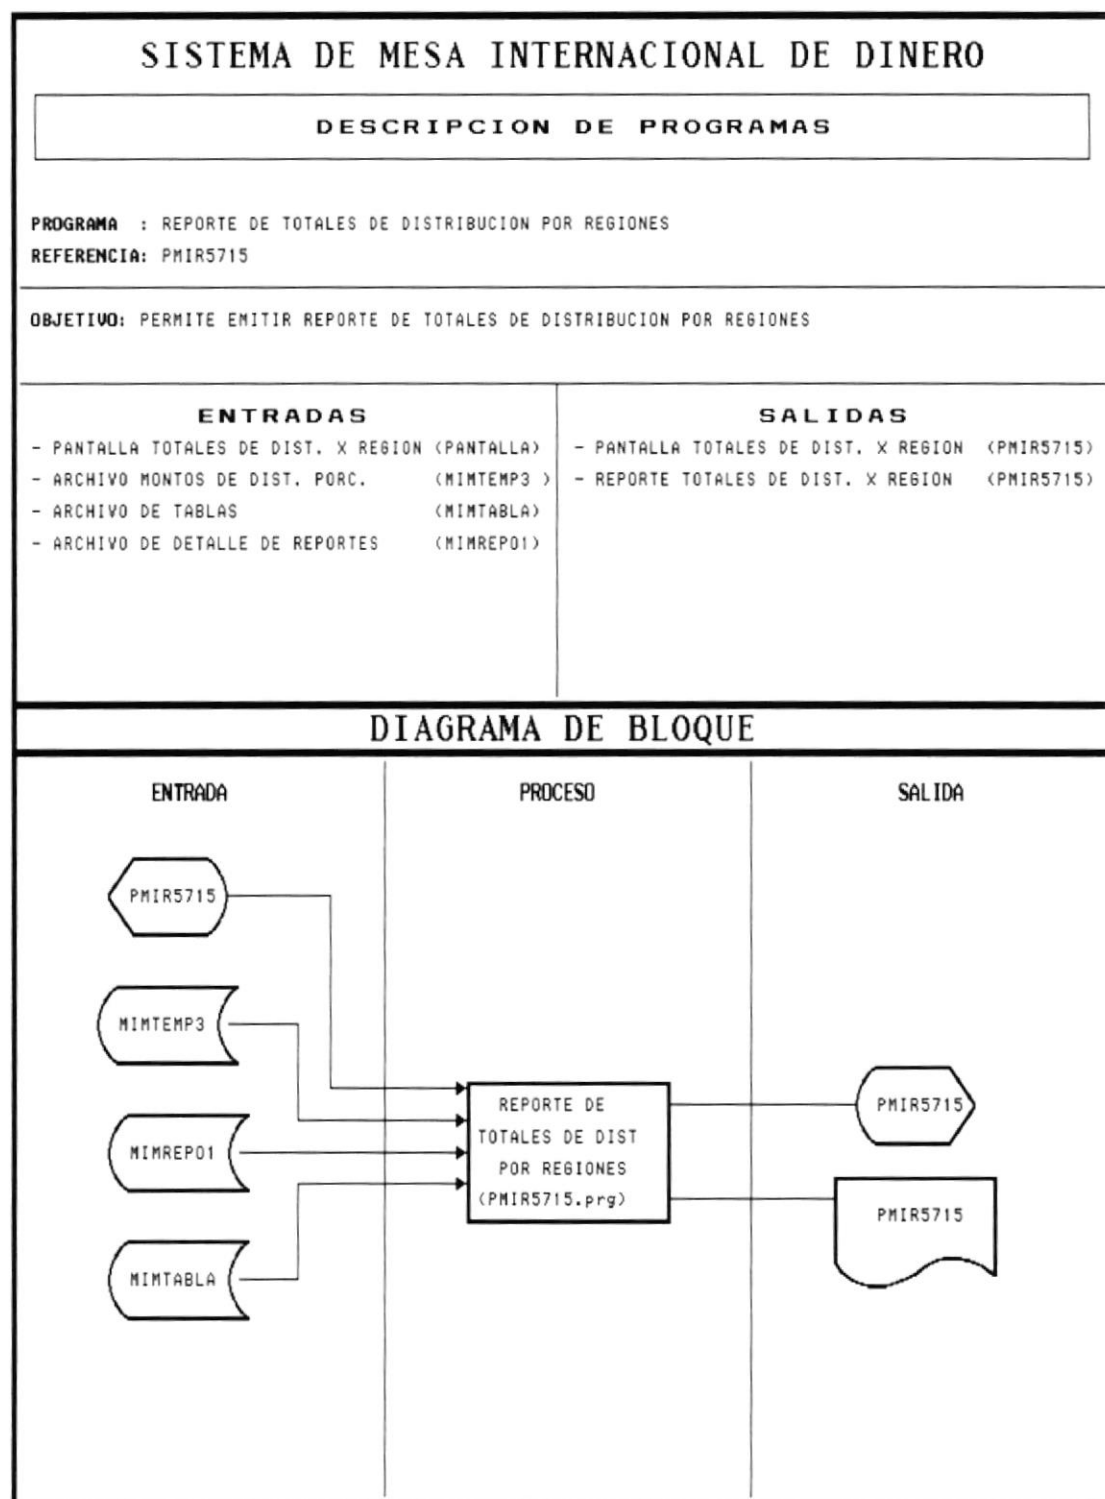 SISTEMA DE MESA INTERNACIONAL DE DINERO
DESCRIPCION DE PROGRAMAS
PROGRAMA : REPORTE DE TOTALES DE DISTRIBUCION POR REGIONES
REFERENCIA: PMIR5715
OBJETIVO: PERMITE EMITIR REPORTE DE TOTALES DE DISTRIBUCION POR REGIONES
ENTRADAS
- PANTALLA TOTALES DE DIST. X REGION (PANTALLA)
- ARCHIVO MONTOS DE DIST. PORC. (MIMTEMP3 )
- ARCHIVO DE TABLAS (MIMTABLA)
- ARCHIVO DE DETALLE DE REPORTES (MIMREPO1)
SALIDAS
- PANTALLA TOTALES DE DIST. X REGION (PMIR5715)
- REPORTE TOTALES DE DIST. X REGION (PMIR5715)
DIAGRAMA DE BLOQUE
ENTRADA
PMIR5715
MIMTEMP3
MIMREPO1
MIMTABLA
PROCESO
REPORTE DE
TOTALES DE DIST
POR REGIONES
(PMIR5715.prg)
SALIDA
PMIR5715
PMIR5715